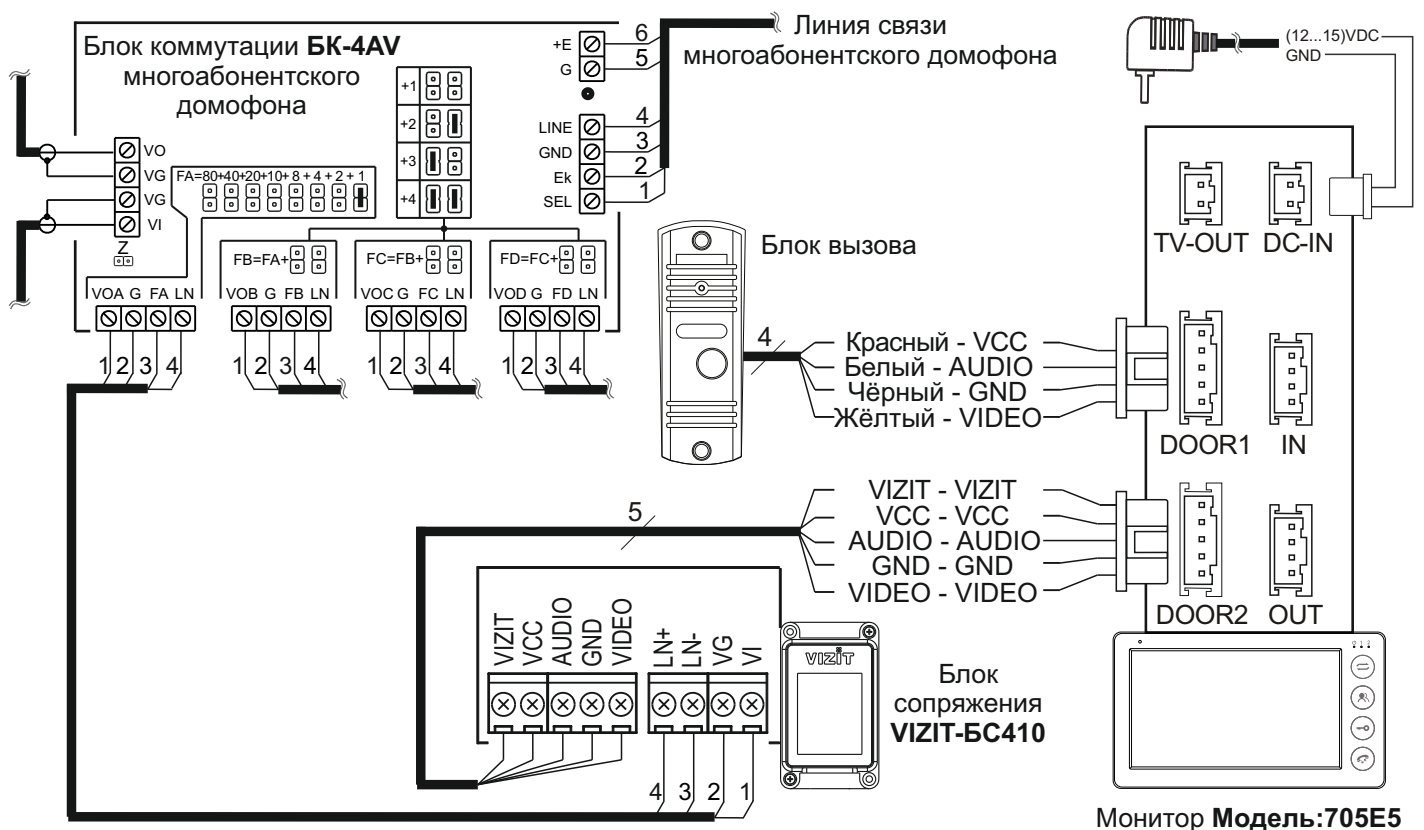 Блок коммутации БК-4AV
многоабонентского
домофона
+E
G
6
5
Линия связи
многоабонентского домофона
LINE
GND
Ek
SEL
4
3
2
1
+1
+2
+3
+4
VO
VG
VG
VI
Z
FA=80+40+20+10+ 8 + 4 + 2 + 1
FB=FA+
FC=FB+
FD=FC+
VOA G FA LN
VOB G FB LN
VOC G FC LN
VOD G FD LN
1 2 3 4
1 2 3 4
1 2 3 4
1 2 3 4
(12...15)VDC
GND
TV-OUT DC-IN
Блок вызова
4
Красный - VCC
Белый - AUDIO
Чёрный - GND
Жёлтый - VIDEO
DOOR1 IN
5
VIZIT - VIZIT
VCC - VCC
AUDIO - AUDIO
GND - GND
VIDEO - VIDEO
DOOR2 OUT
VIZIT
VCC
AUDIO
GND
VIDEO
LN+
LN-
VG
VI
4 3 2 1
VIZIT
Блок
сопряжения
VIZIT-БС410
Монитор Модель:705E5